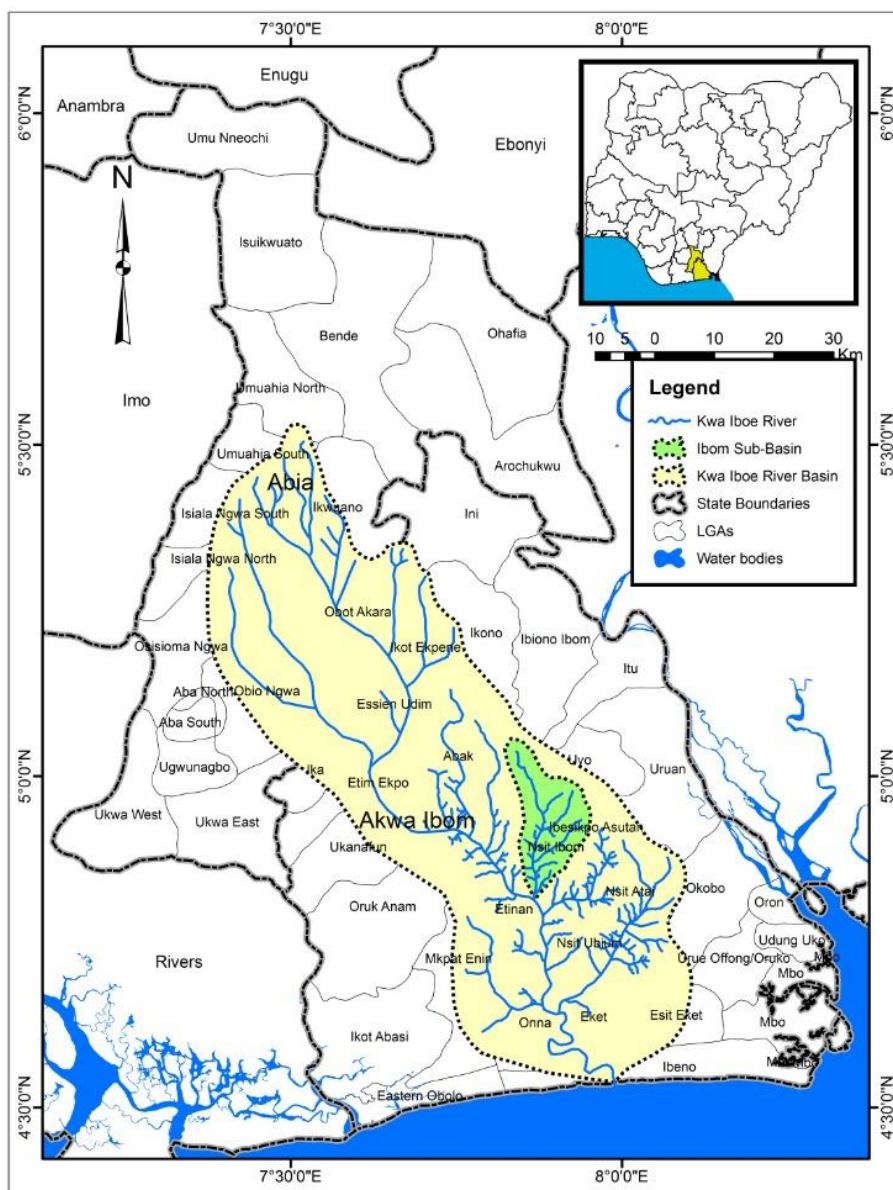 7°30'0"E
8°0'0"E
Enugu
Anambra
6°0'0"N
6°0'0"N
Umu Nneochi
Ebonyi
N
Isuikwuato
Bende
Ohafia
10 5 0 10 20 30
Km
Imo
Umuahia North
Legend
Kwa Iboe River
Ibom Sub-Basin
Kwa Iboe River Basin
State Boundaries
LGAs
Water bodies
5°30'0"N
5°30'0"N
Umuahia South
Arochukwu
Abia
Ikwuano
Isiala Ngwa South
Ini
Isiala Ngwa North
Obot Akara
Ikono
Ibiono Ibom
Osisioma Ngwa
Ikot Ekpene
Itu
Aba North
Obio Ngwa
Essien Udim
Aba South
Abak
Uyo
Ugwunagbo
Ika
Etim Ekpo
Uruan
5°0'0"N
5°0'0"N
Ukwa West
Ukwa East
Akwa Ibom
Ibesikpo Asutan
Ukanafun
Nsit Ibom
Oruk Anam
Etinan
Nsit Atai
Okobo
Oron
Rivers
Mkpat Enin
Nsit Ubium
Udung Uko
Urue Offong/Oruko
Mbo
Mbo
Ikot Abasi
Onna
Eket
Esit Eket
Mbo
Ibeno
Mbo
Eastern Obolo
4°30'0"N
4°30'0"N
7°30'0"E
8°0'0"E